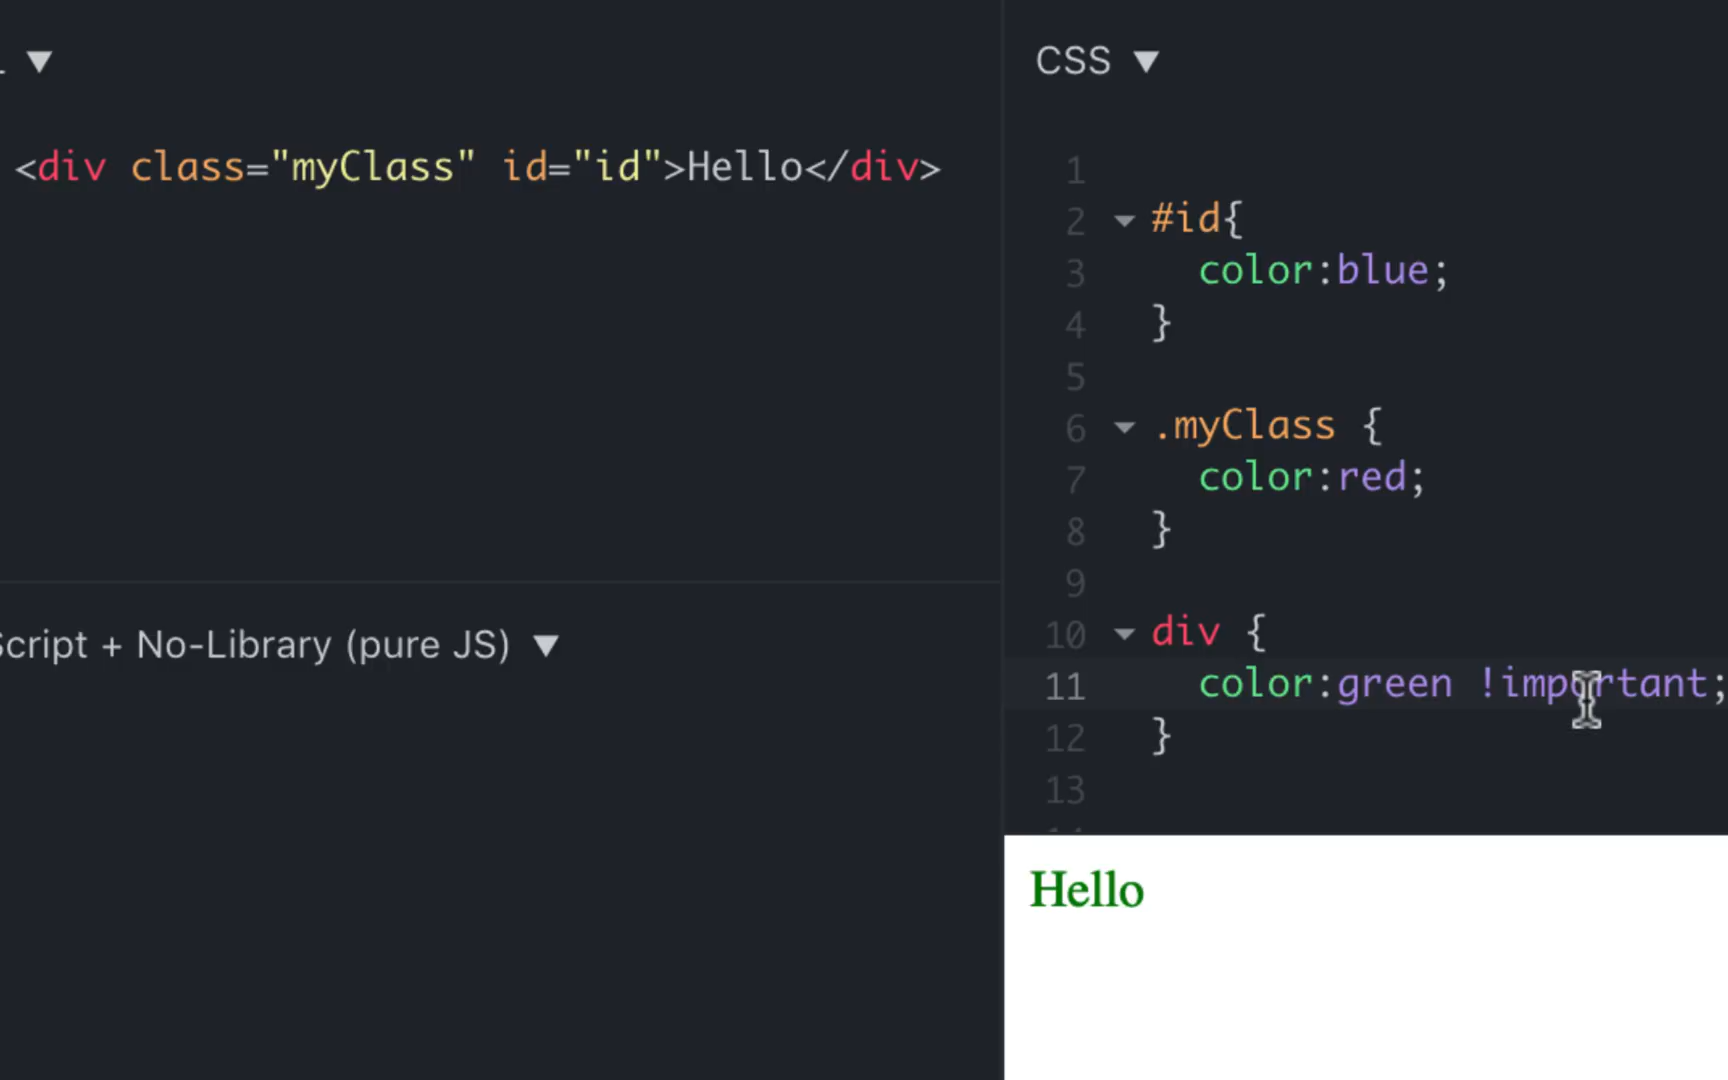 <div class="myClass" id="id">Hello</div>
Script + No-Library (pure JS) ▼
CSS ▼
1
2 ▼ #id{
3 color:blue;
4 }
5
6 ▼ .myClass {
7 color:red;
8 }
9
10 ▼ div {
11 color:green !important;
12 }
13
Hello